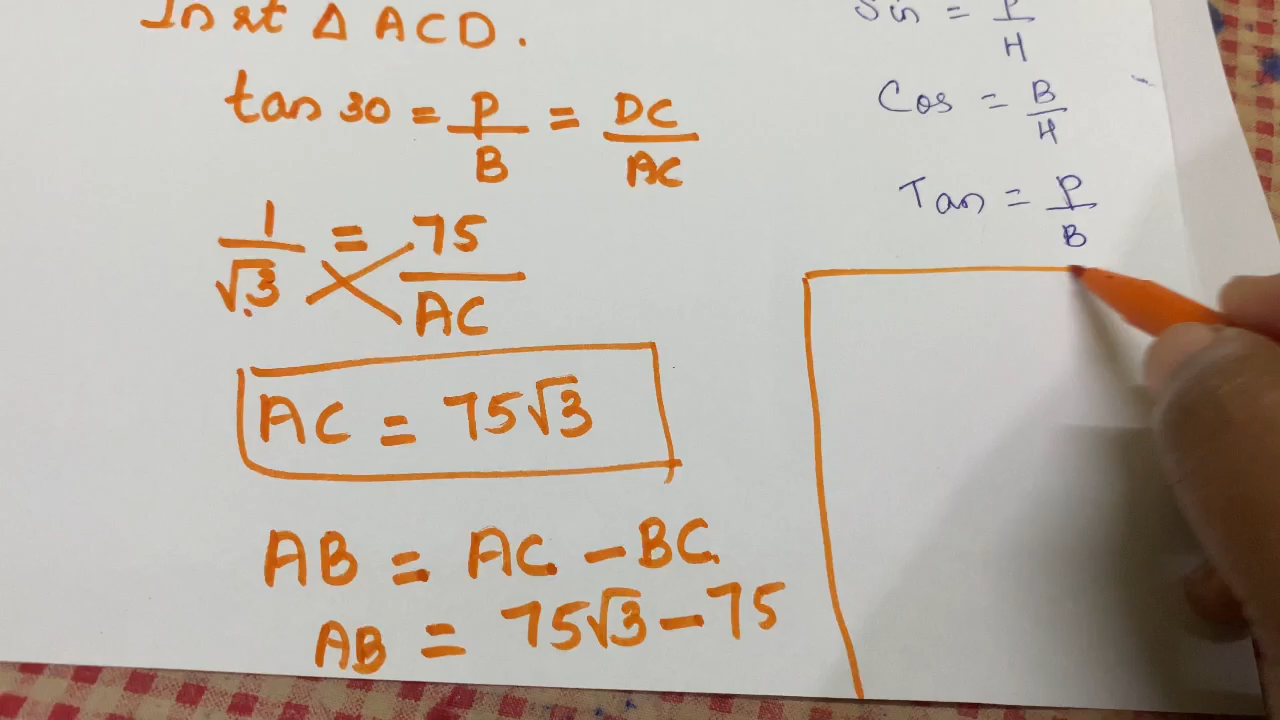 In rt Δ ACD.
tan 30 = P/B = DC/AC
1/√3 = 75/AC
AC = 75√3
AB = AC - BC
AB = 75√3 - 75
Sin = P/H
Cos = B/H
Tan = P/B